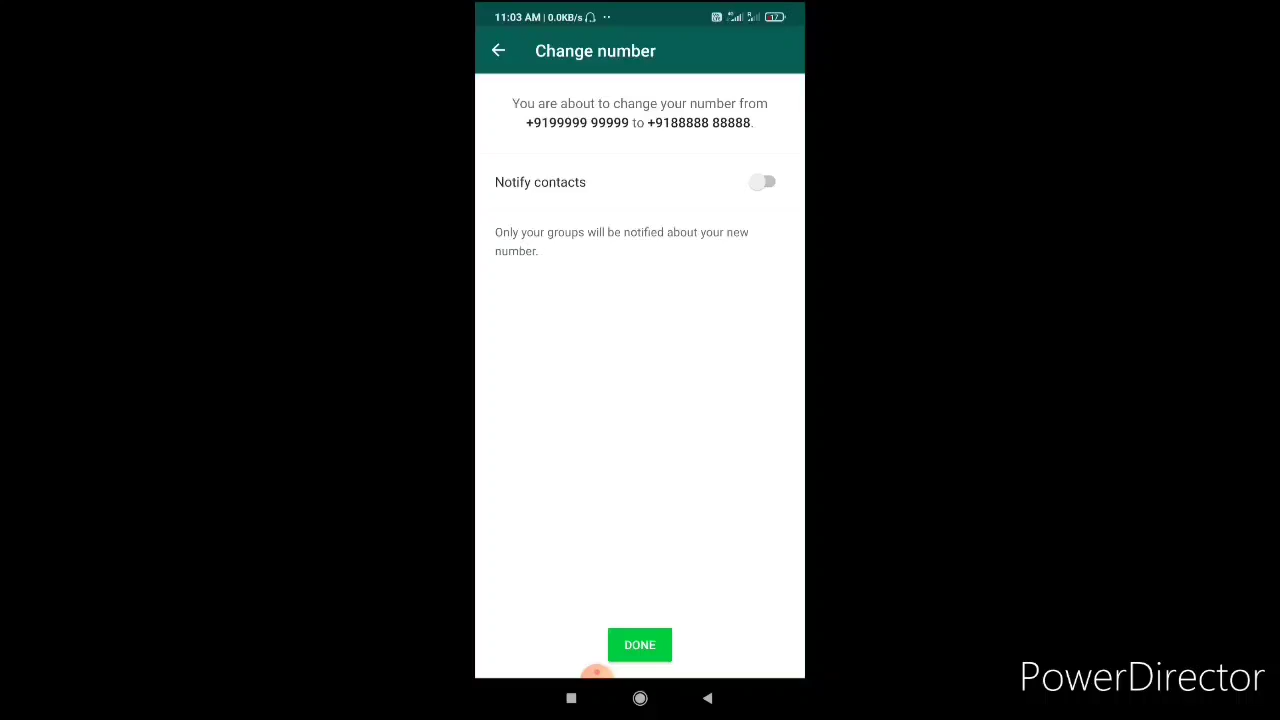 11:03 AM | 0.0KB/s
17
Change number
You are about to change your number from
+9199999 99999 to +9188888 88888.
Notify contacts
Only your groups will be notified about your new
number.
DONE
PowerDirector